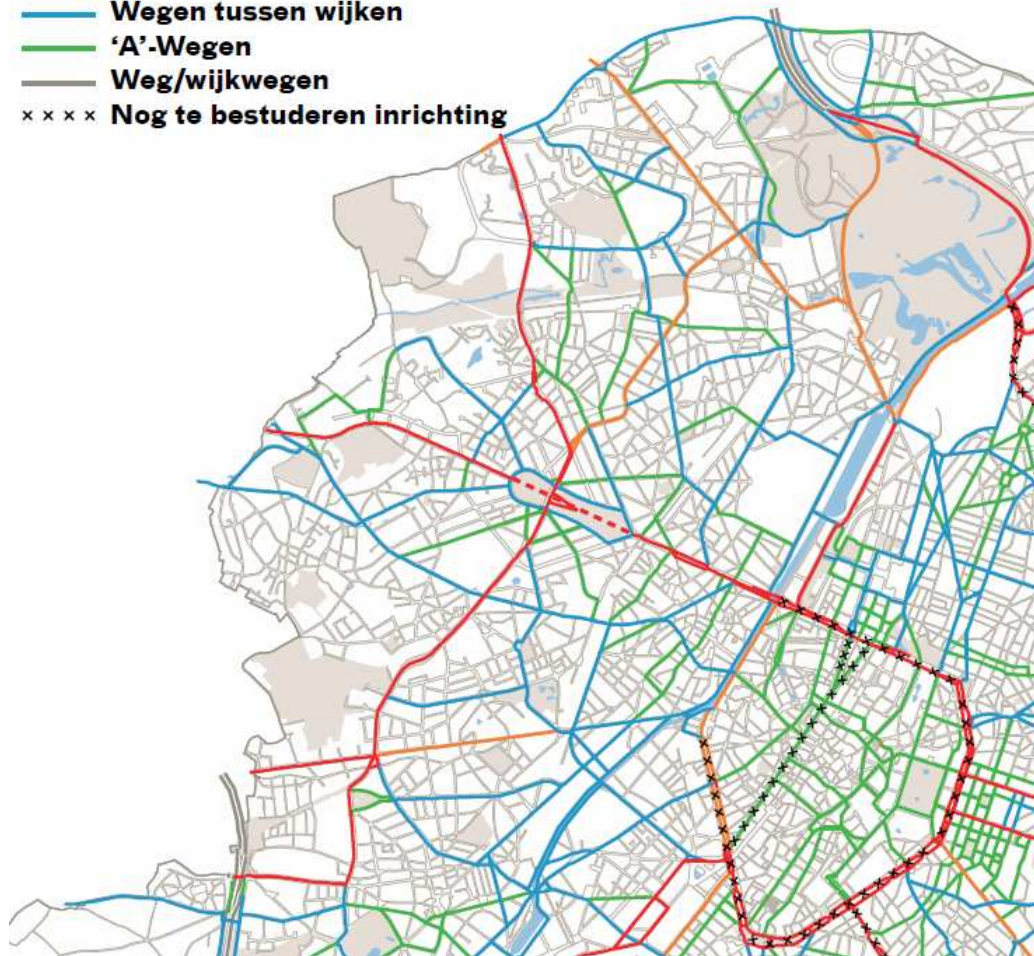 Wegen tussen wijken
‘A’-Wegen
Weg/wijkwegen
× × × × Nog te bestuderen inrichting